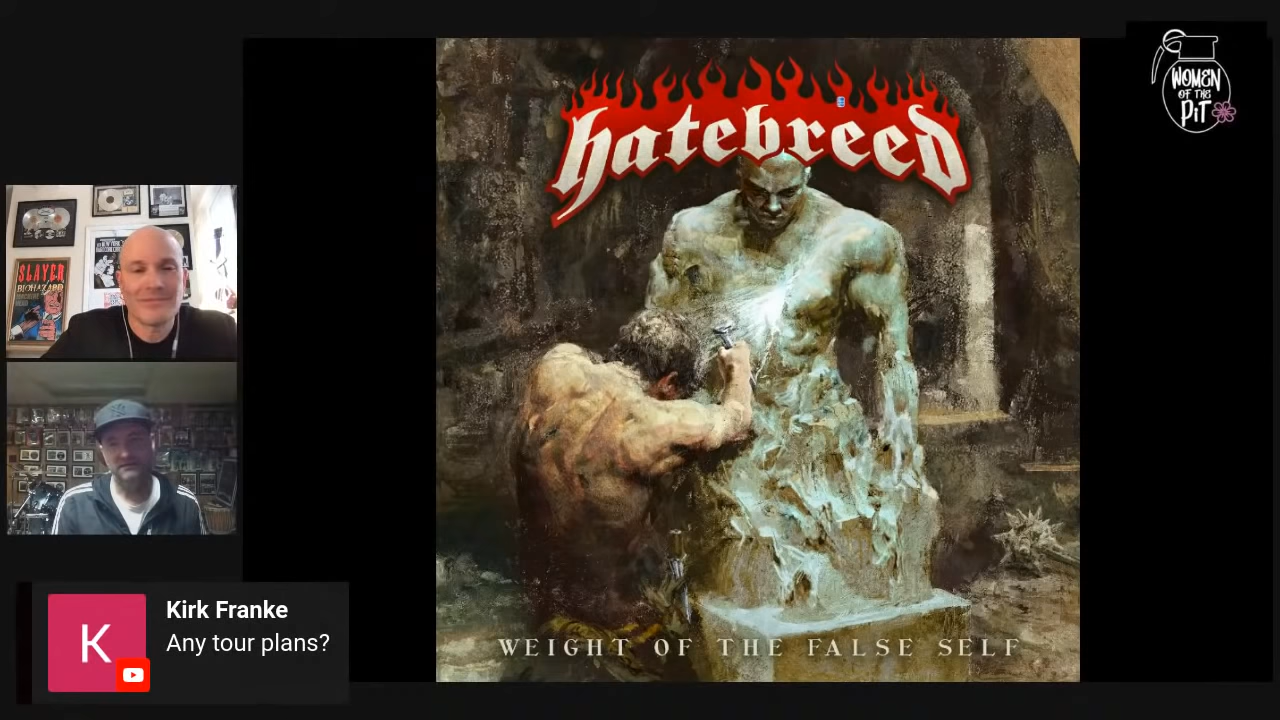 hatebreed
WOMEN
OF THE
PiT
SLAYER
BIOHAZARD
K
Kirk Franke
Any tour plans?
WEIGHT OF THE FALSE SELF